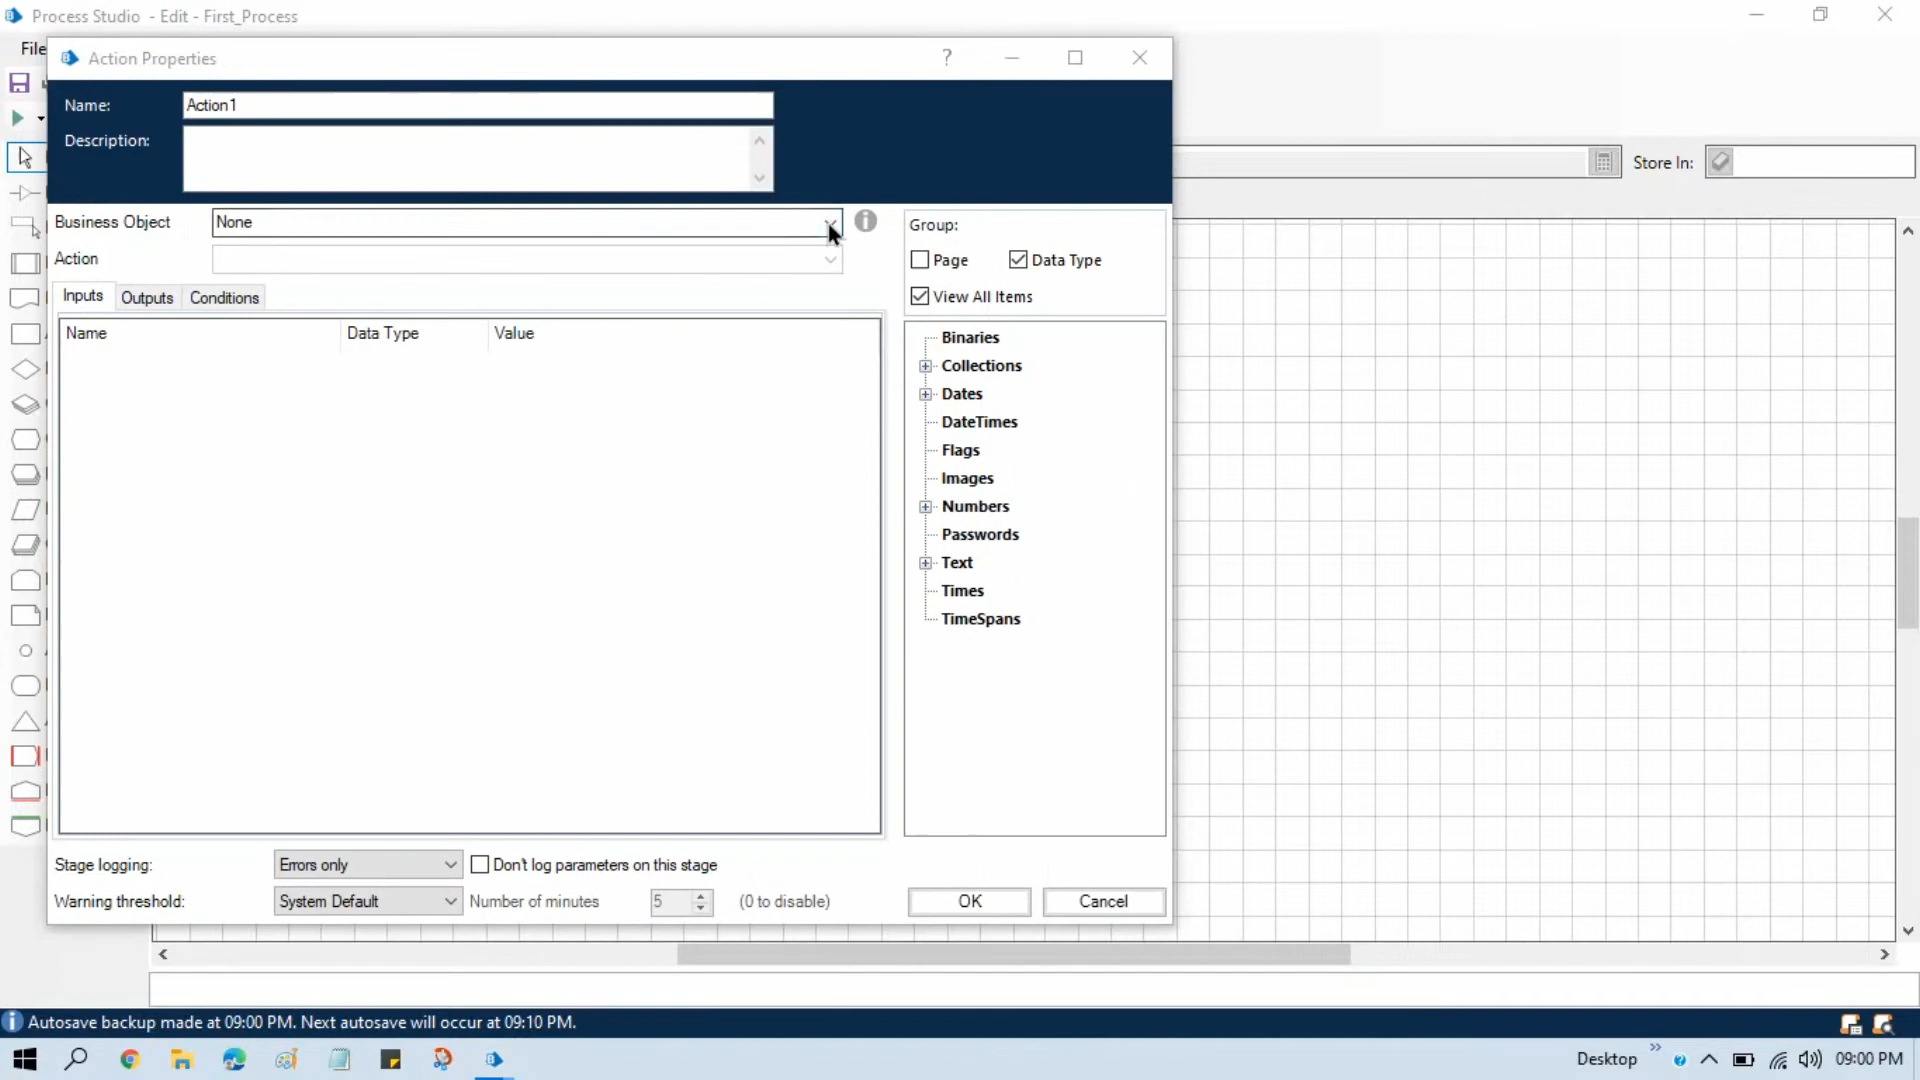 Process Studio - Edit - First_Process
File
Action Properties
?
Name:
Action1
Description:
Store In:
Business Object
None
Action
Group:
Page
Data Type
View All Items
Inputs
Outputs
Conditions
Name
Data Type
Value
Binaries
Collections
Dates
DateTimes
Flags
Images
Numbers
Passwords
Text
Times
TimeSpans
Stage logging:
Errors only
Don't log parameters on this stage
Warning threshold:
System Default
Number of minutes
5
(0 to disable)
OK
Cancel
Autosave backup made at 09:00 PM. Next autosave will occur at 09:10 PM.
Desktop
09:00 PM